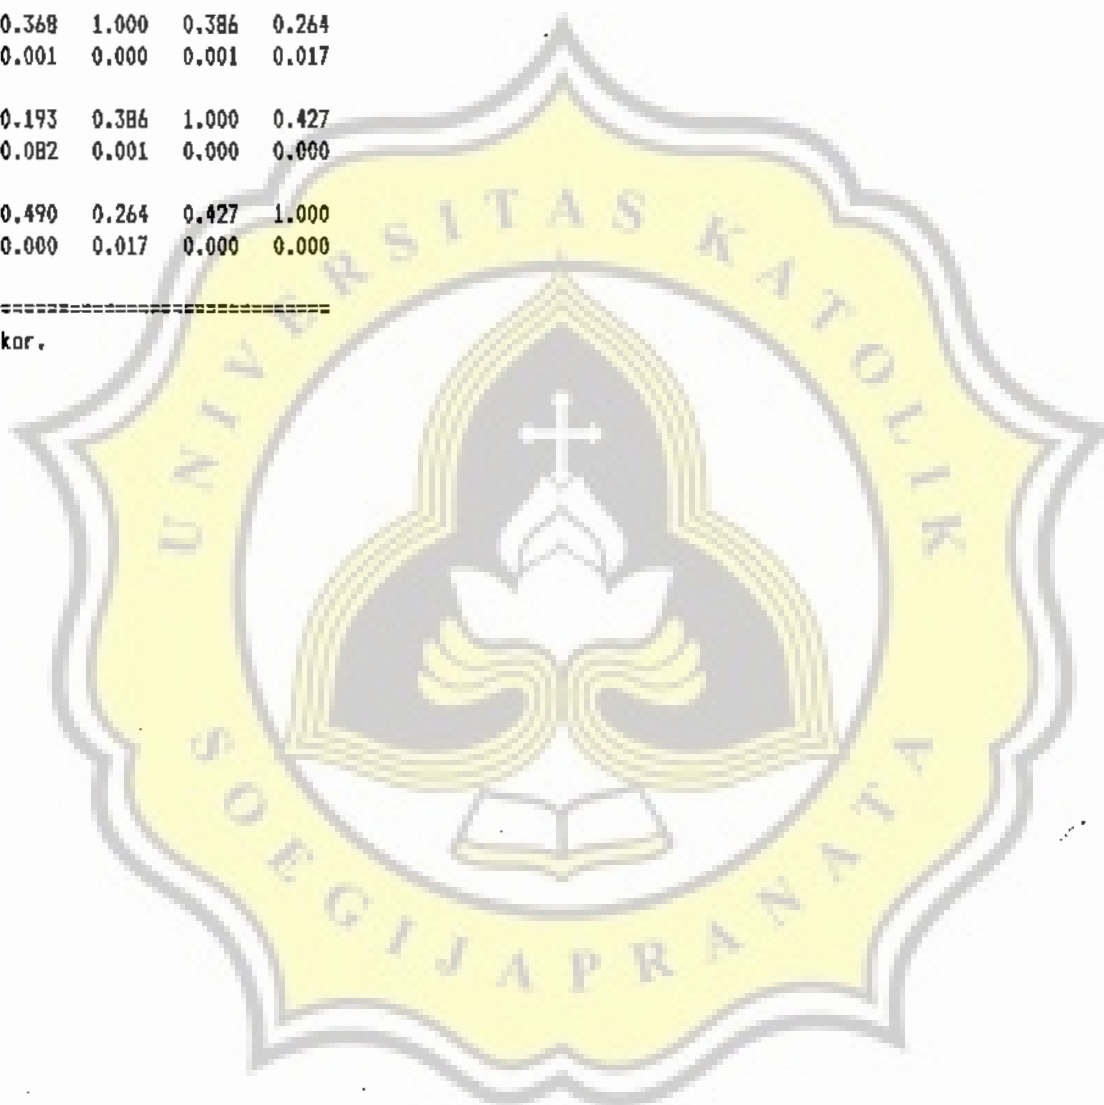 0.368 1.000 0.386 0.264
0.001 0.000 0.001 0.017
0.193 0.386 1.000 0.427
0.082 0.001 0.000 0.000
0.490 0.264 0.427 1.000
0.000 0.017 0.000 0.000
==============================
kor.
UNIVERSITAS KATOLIK
SOEGIJAPRANATA